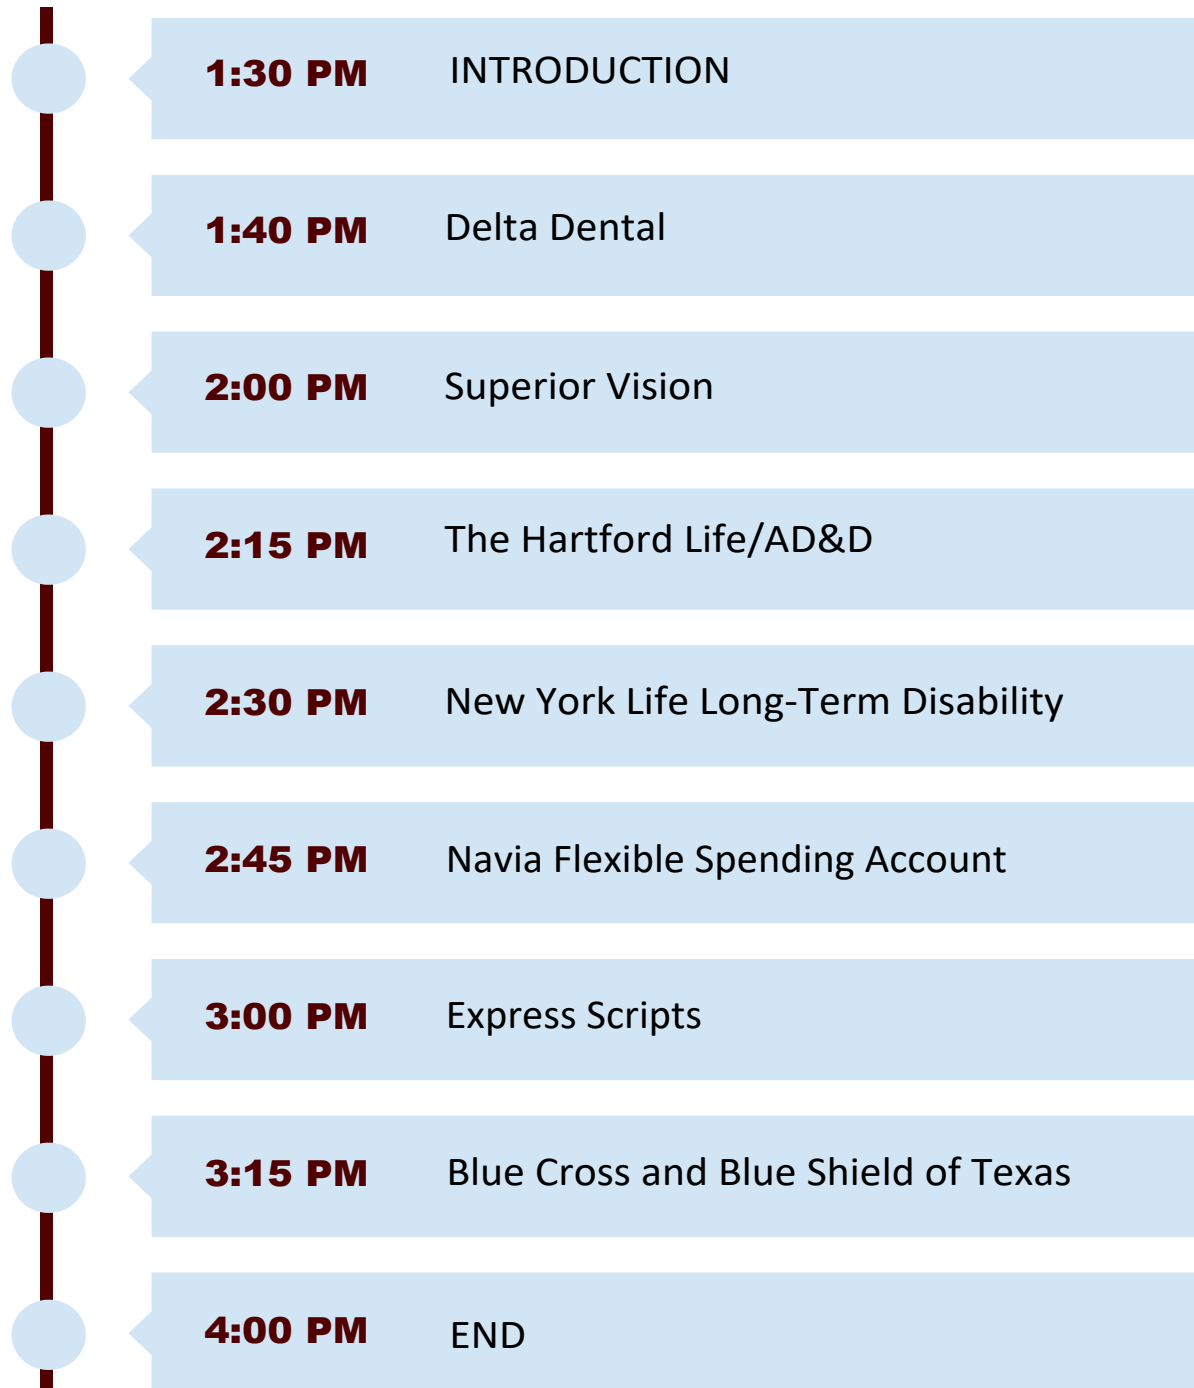 1:30 PM INTRODUCTION
1:40 PM Delta Dental
2:00 PM Superior Vision
2:15 PM The Hartford Life/AD&D
2:30 PM New York Life Long-Term Disability
2:45 PM Navia Flexible Spending Account
3:00 PM Express Scripts
3:15 PM Blue Cross and Blue Shield of Texas
4:00 PM END